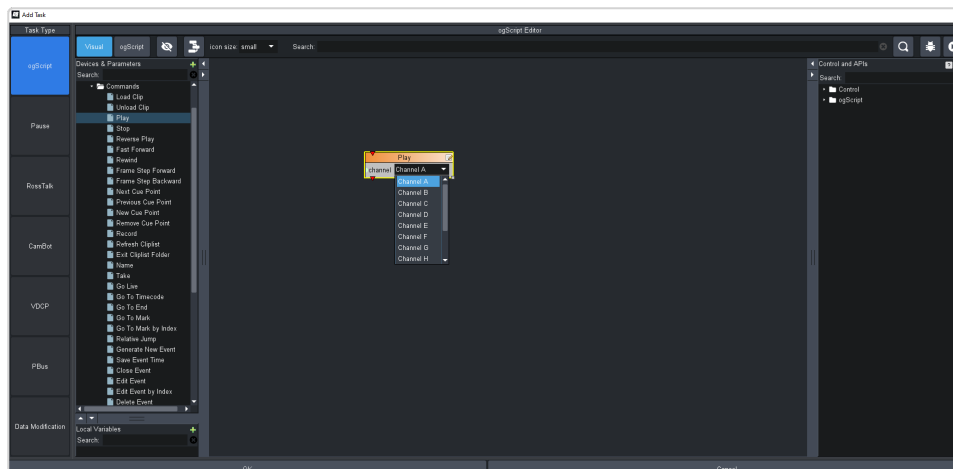 Add Task
Task Type
ogScript Editor
ogScript
Pause
RossTalk
CamBot
VDCP
PBus
Data Modification
Visual
ogScript
icon size: small
Search:
Devices & Parameters
Search:
Commands
Load Clip
Unload Clip
Play
Stop
Reverse Play
Fast Forward
Rewind
Frame Step Forward
Frame Step Backward
Next Cue Point
Previous Cue Point
New Cue Point
Remove Cue Point
Record
Refresh Cliplist
Exit Cliplist Folder
Name
Take
Go Live
Go To Timecode
Go To End
Go To Mark
Go To Mark by Index
Relative Jump
Generate New Event
Save Event Time
Close Event
Edit Event
Edit Event by Index
Delete Event
Local Variables
Search:
Play
channel Channel A
Channel A
Channel B
Channel C
Channel D
Channel E
Channel F
Channel G
Channel H
Control and APIs
Search:
Control
ogScript
OK
Cancel